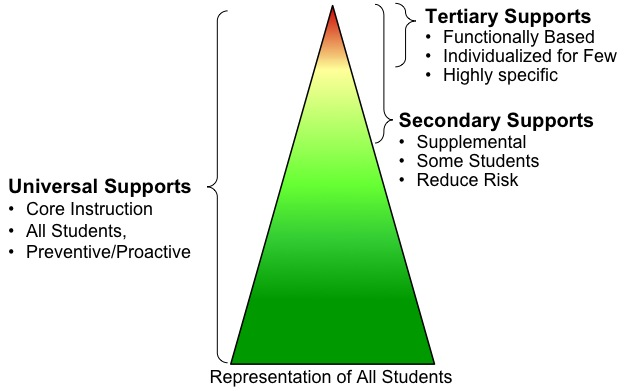 Tertiary Supports
• Functionally Based
• Individualized for Few
• Highly specific
Secondary Supports
• Supplemental
• Some Students
• Reduce Risk
Universal Supports
• Core Instruction
• All Students,
• Preventive/Proactive
Representation of All Students